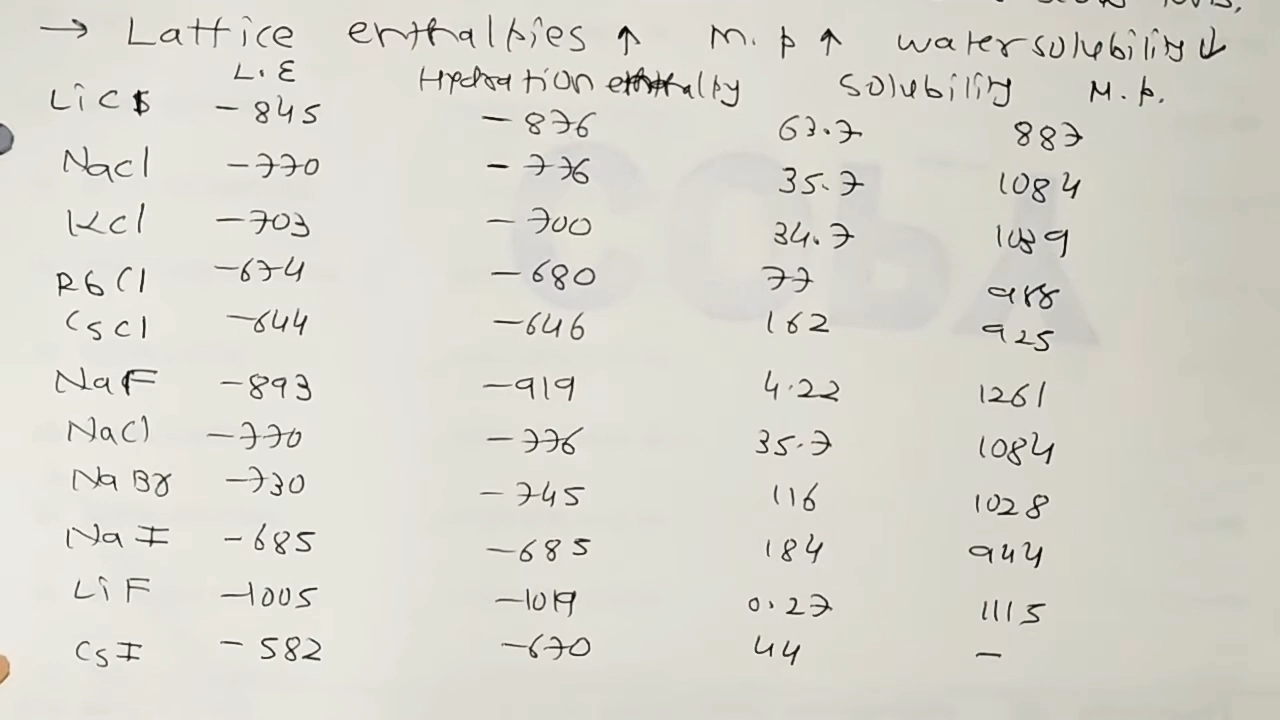 → Lattice enthalpies ↑ M.p ↑ water solubility ↓
L.E Hydration enthalpy solubility M.p.
LiCl -845 -876 63.7 887
NaCl -770 -776 35.7 1084
KCl -703 -700 34.7 1039
RbCl -674 -680 77 988
CsCl -644 -646 162 925
NaF -893 -919 4.22 1261
NaCl -770 -776 35.7 1084
NaBr -730 -745 116 1028
NaI -685 -685 184 944
LiF -1005 -1019 0.27 1115
CsI -582 -670 44 -